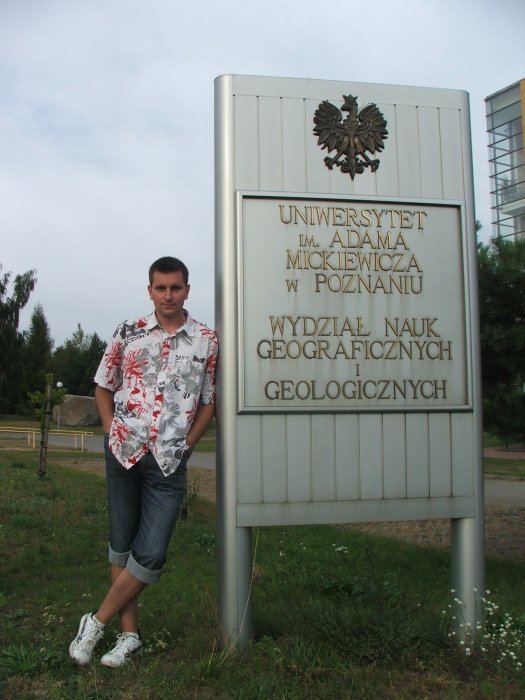 UNIWERSYTET
IM. ADAMA
MICKIEWICZA
W POZNANIU
WYDZIAŁ NAUK
GEOGRAFICZNYCH
I
GEOLOGICZNYCH